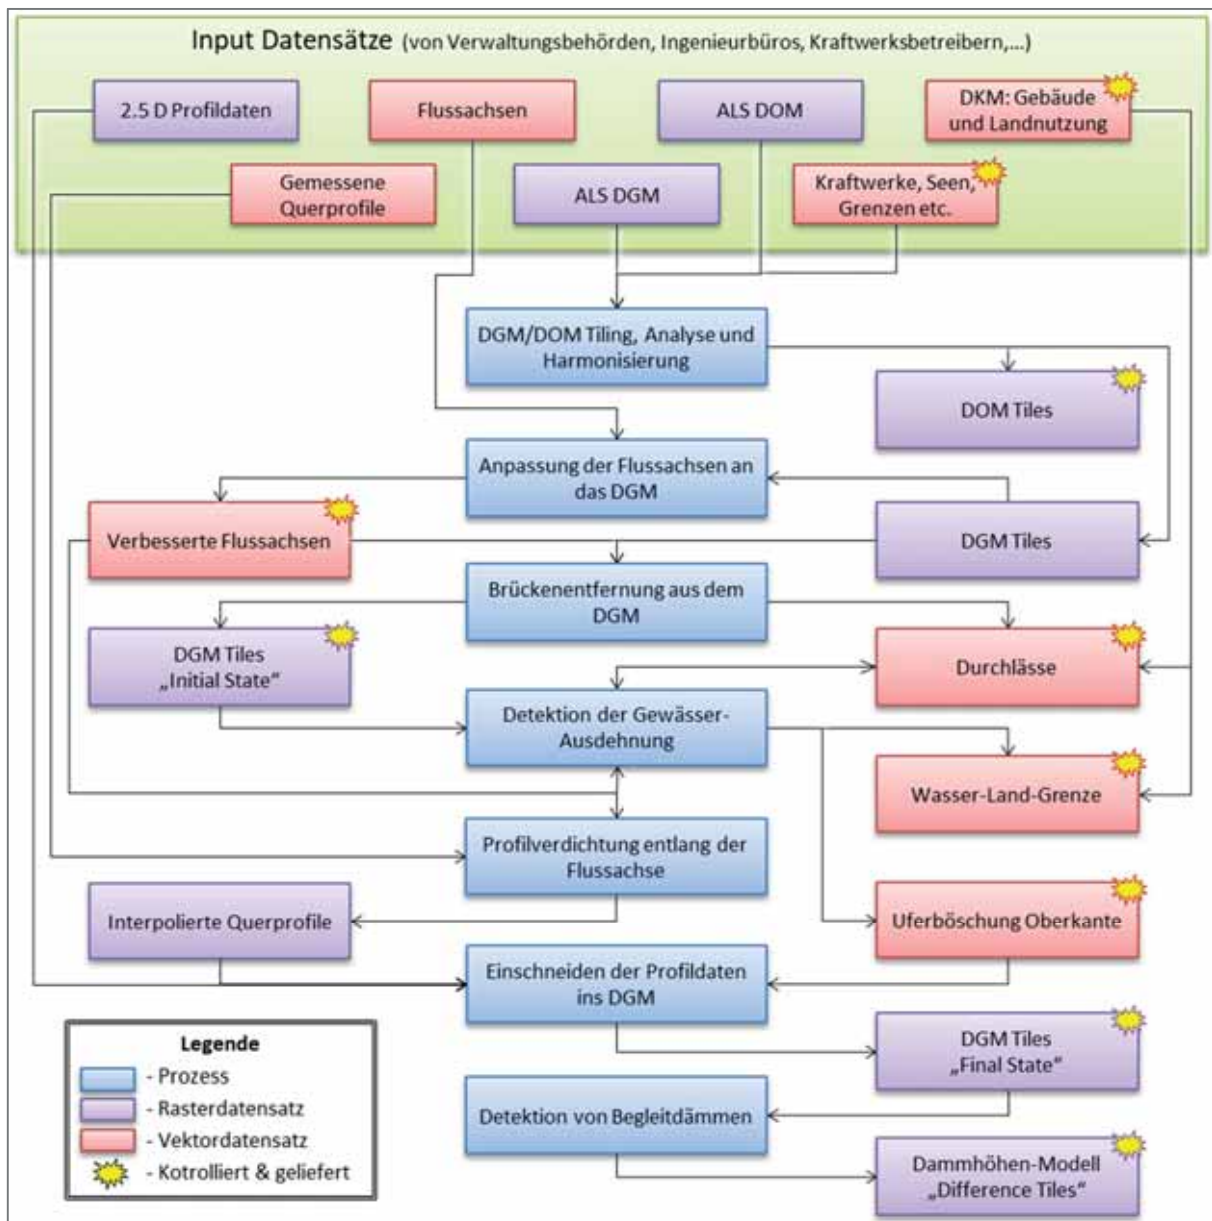 Input Datensätze (von Verwaltungsbehörden, Ingenieurbüros, Kraftwerksbetreibern,...)
2.5 D Profildaten
Flussachsen
ALS DOM
DKM: Gebäude
und Landnutzung
Gemessene
Querprofile
ALS DGM
Kraftwerke, Seen,
Grenzen etc.
DGM/DOM Tiling, Analyse und
Harmonisierung
DOM Tiles
Anpassung der Flussachsen an
das DGM
Verbesserte Flussachsen
DGM Tiles
Brückenentfernung aus dem
DGM
DGM Tiles
„Initial State“
Durchlässe
Detektion der Gewässer-
Ausdehnung
Wasser-Land-Grenze
Profilverdichtung entlang der
Flussachse
Interpolierte Querprofile
Uferböschung Oberkante
Einschneiden der Profildaten
ins DGM
DGM Tiles
„Final State“
Detektion von Begleitdämmen
Dammhöhen-Modell
„Difference Tiles“
Legende
- Prozess
- Rasterdatensatz
- Vektordatensatz
- Kotrolliert & geliefert